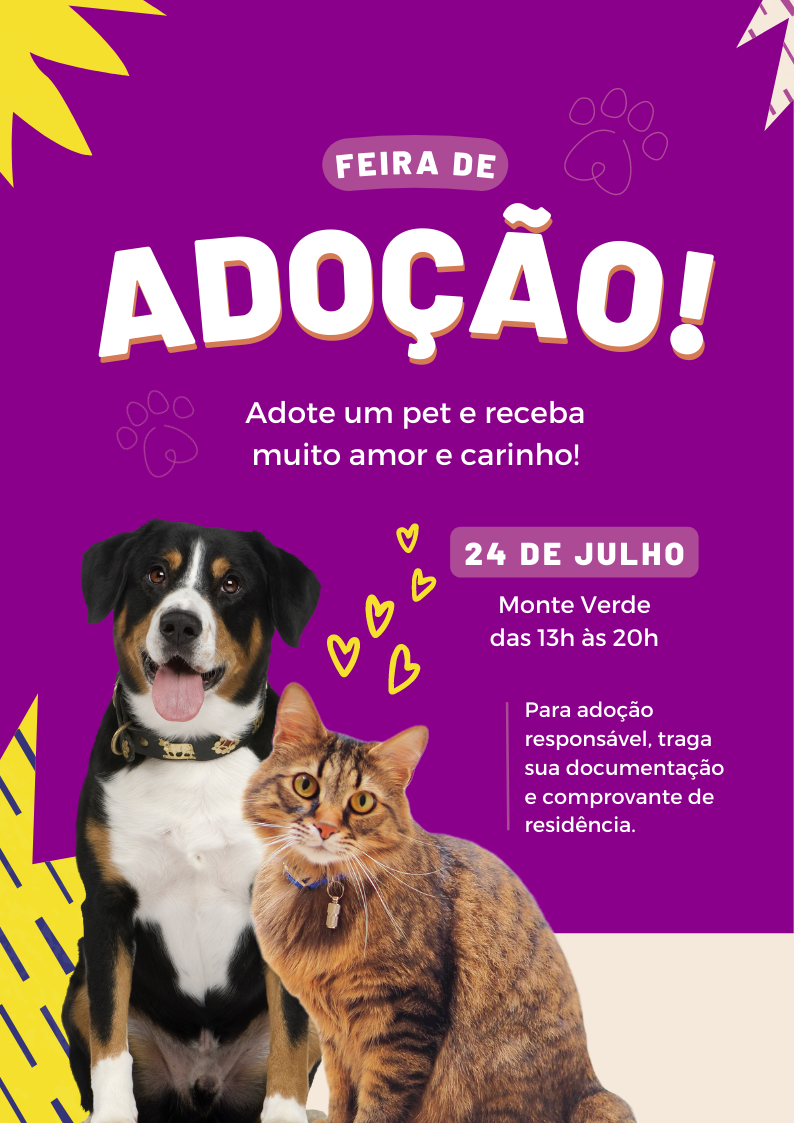 FEIRA DE
ADOÇÃO!
Adote um pet e receba
muito amor e carinho!
24 DE JULHO
Monte Verde
das 13h às 20h
Para adoção
responsável, traga
sua documentação
e comprovante de
residência.